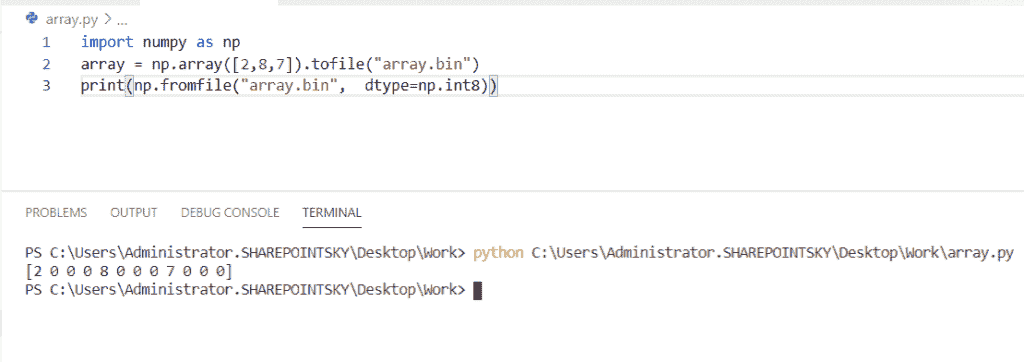 array.py > ...
1 import numpy as np
2 array = np.array([2,8,7]).tofile("array.bin")
3 print(np.fromfile("array.bin",  dtype=np.int8))
PROBLEMS OUTPUT DEBUG CONSOLE TERMINAL
PS C:\Users\Administrator.SHAREPOINTSKY\Desktop\Work> python C:\Users\Administrator.SHAREPOINTSKY\Desktop\Work\array.py
[2 0 0 0 8 0 0 0 7 0 0 0]
PS C:\Users\Administrator.SHAREPOINTSKY\Desktop\Work>